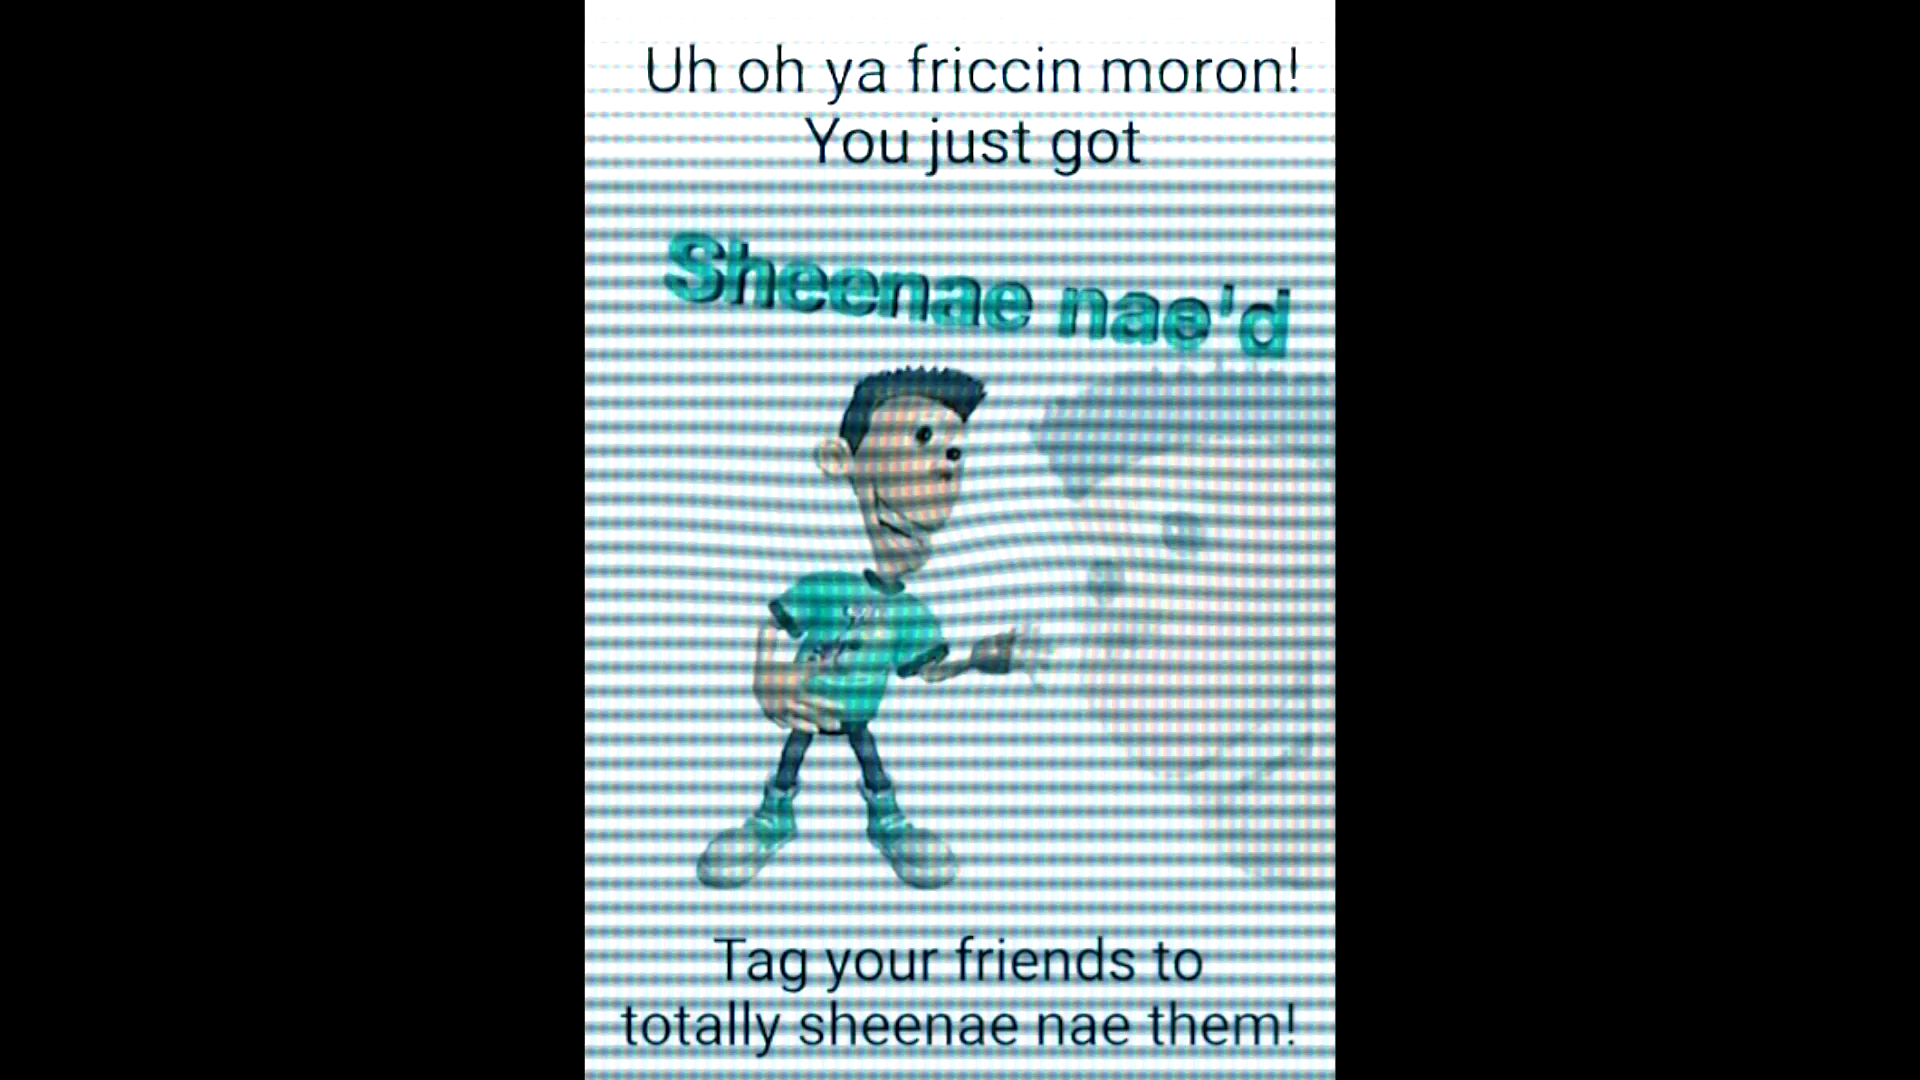 Uh oh ya friccin moron!
You just got
Sheenae nae'd
Tag your friends to
totally sheenae nae them!